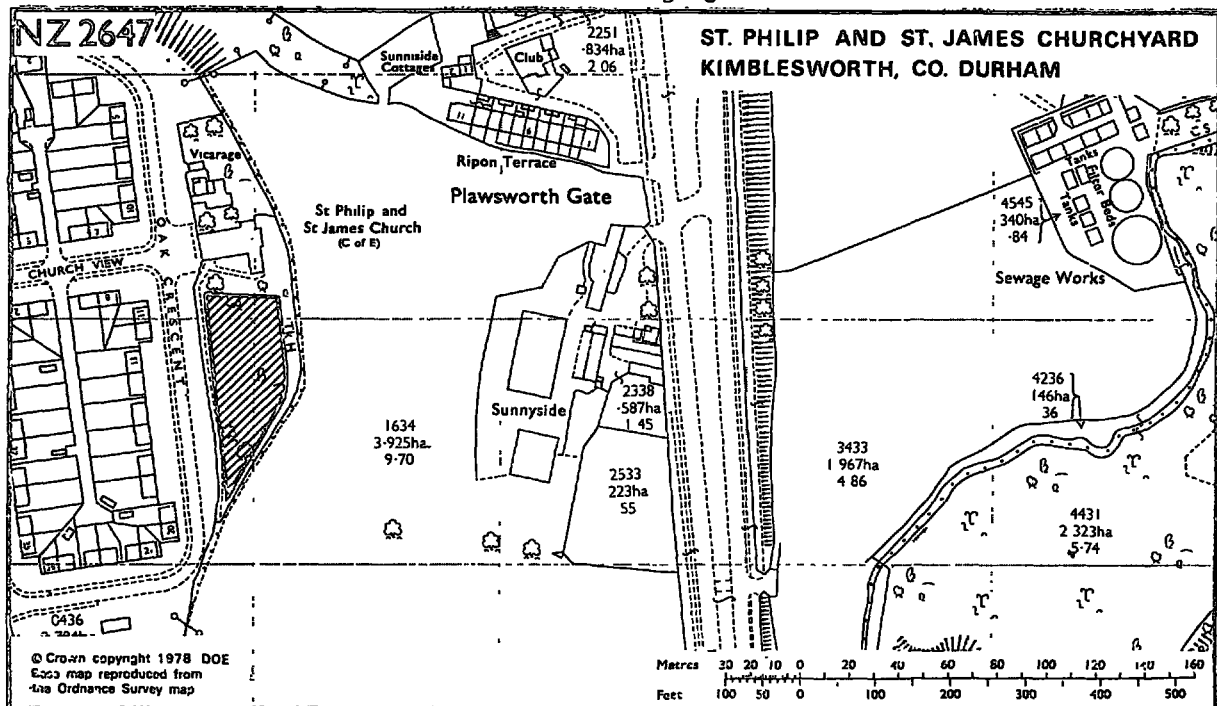 NZ 2647
ST. PHILIP AND ST. JAMES CHURCHYARD
KIMBLESWORTH, CO. DURHAM
2251
·834ha
2 06
Club
Sunniside
Cottages
Ripon Terrace
Plawsworth Gate
Vicarage
St Philip and
St James Church
(C of E)
CHURCH VIEW
OAK CRESCENT
Tk H
Tanks
Filter Beds
Tanks
4545
340ha
·84
Sewage Works
Sunnyside
2338
·587ha
1 45
1634
3·925ha
9·70
2533
223ha
55
3433
1 967ha
4 86
4236
146ha
36
4431
2 323ha
5·74
C S
0436
© Crown copyright 1978 DOE
Base map reproduced from
the Ordnance Survey map
Metres 30 20 10 0 20 40 60 80 100 120 140 160
Feet 100 50 0 100 200 300 400 500